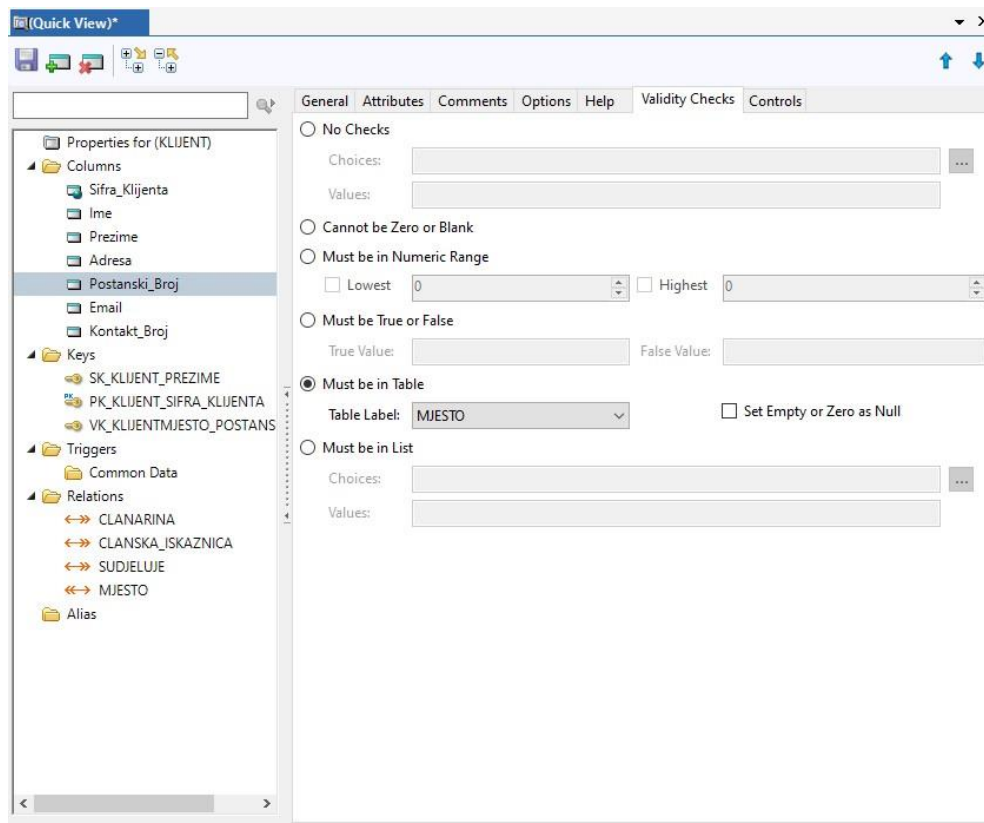 (Quick View)*
General Attributes Comments Options Help Validity Checks Controls
Properties for (KLIJENT)
Columns
Sifra_Klijenta
Ime
Prezime
Adresa
Postanski_Broj
Email
Kontakt_Broj
Keys
SK_KLIJENT_PREZIME
PK_KLIJENT_SIFRA_KLIJENTA
VK_KLIJENTMJESTO_POSTANS
Triggers
Common Data
Relations
CLANARINA
CLANSKA_ISKAZNICA
SUDJELUJE
MJESTO
Alias
No Checks
Choices:
...
Values:
Cannot be Zero or Blank
Must be in Numeric Range
Lowest 0 Highest 0
Must be True or False
True Value: False Value:
Must be in Table
Table Label: MJESTO Set Empty or Zero as Null
Must be in List
Choices:
...
Values: